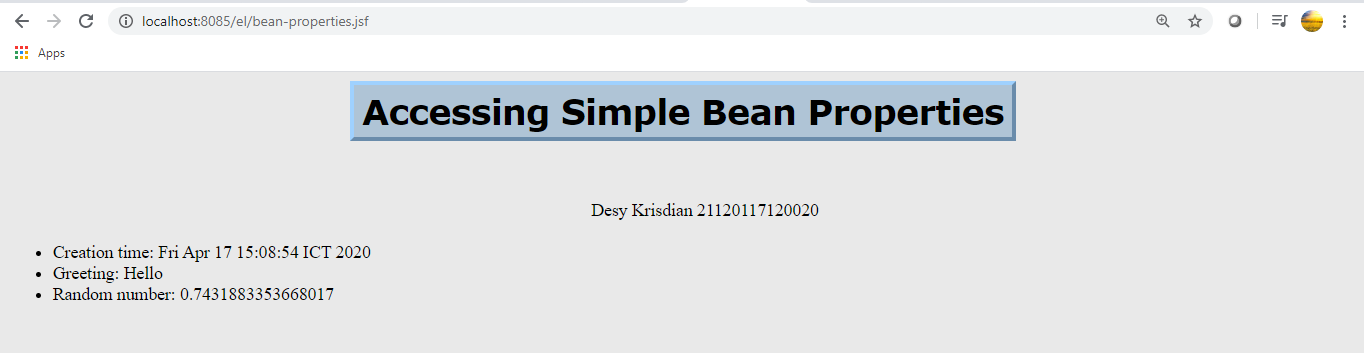 localhost:8085/el/bean-properties.jsf
Apps
Accessing Simple Bean Properties
Desy Krisdian 21120117120020
• Creation time: Fri Apr 17 15:08:54 ICT 2020
• Greeting: Hello
• Random number: 0.7431883353668017